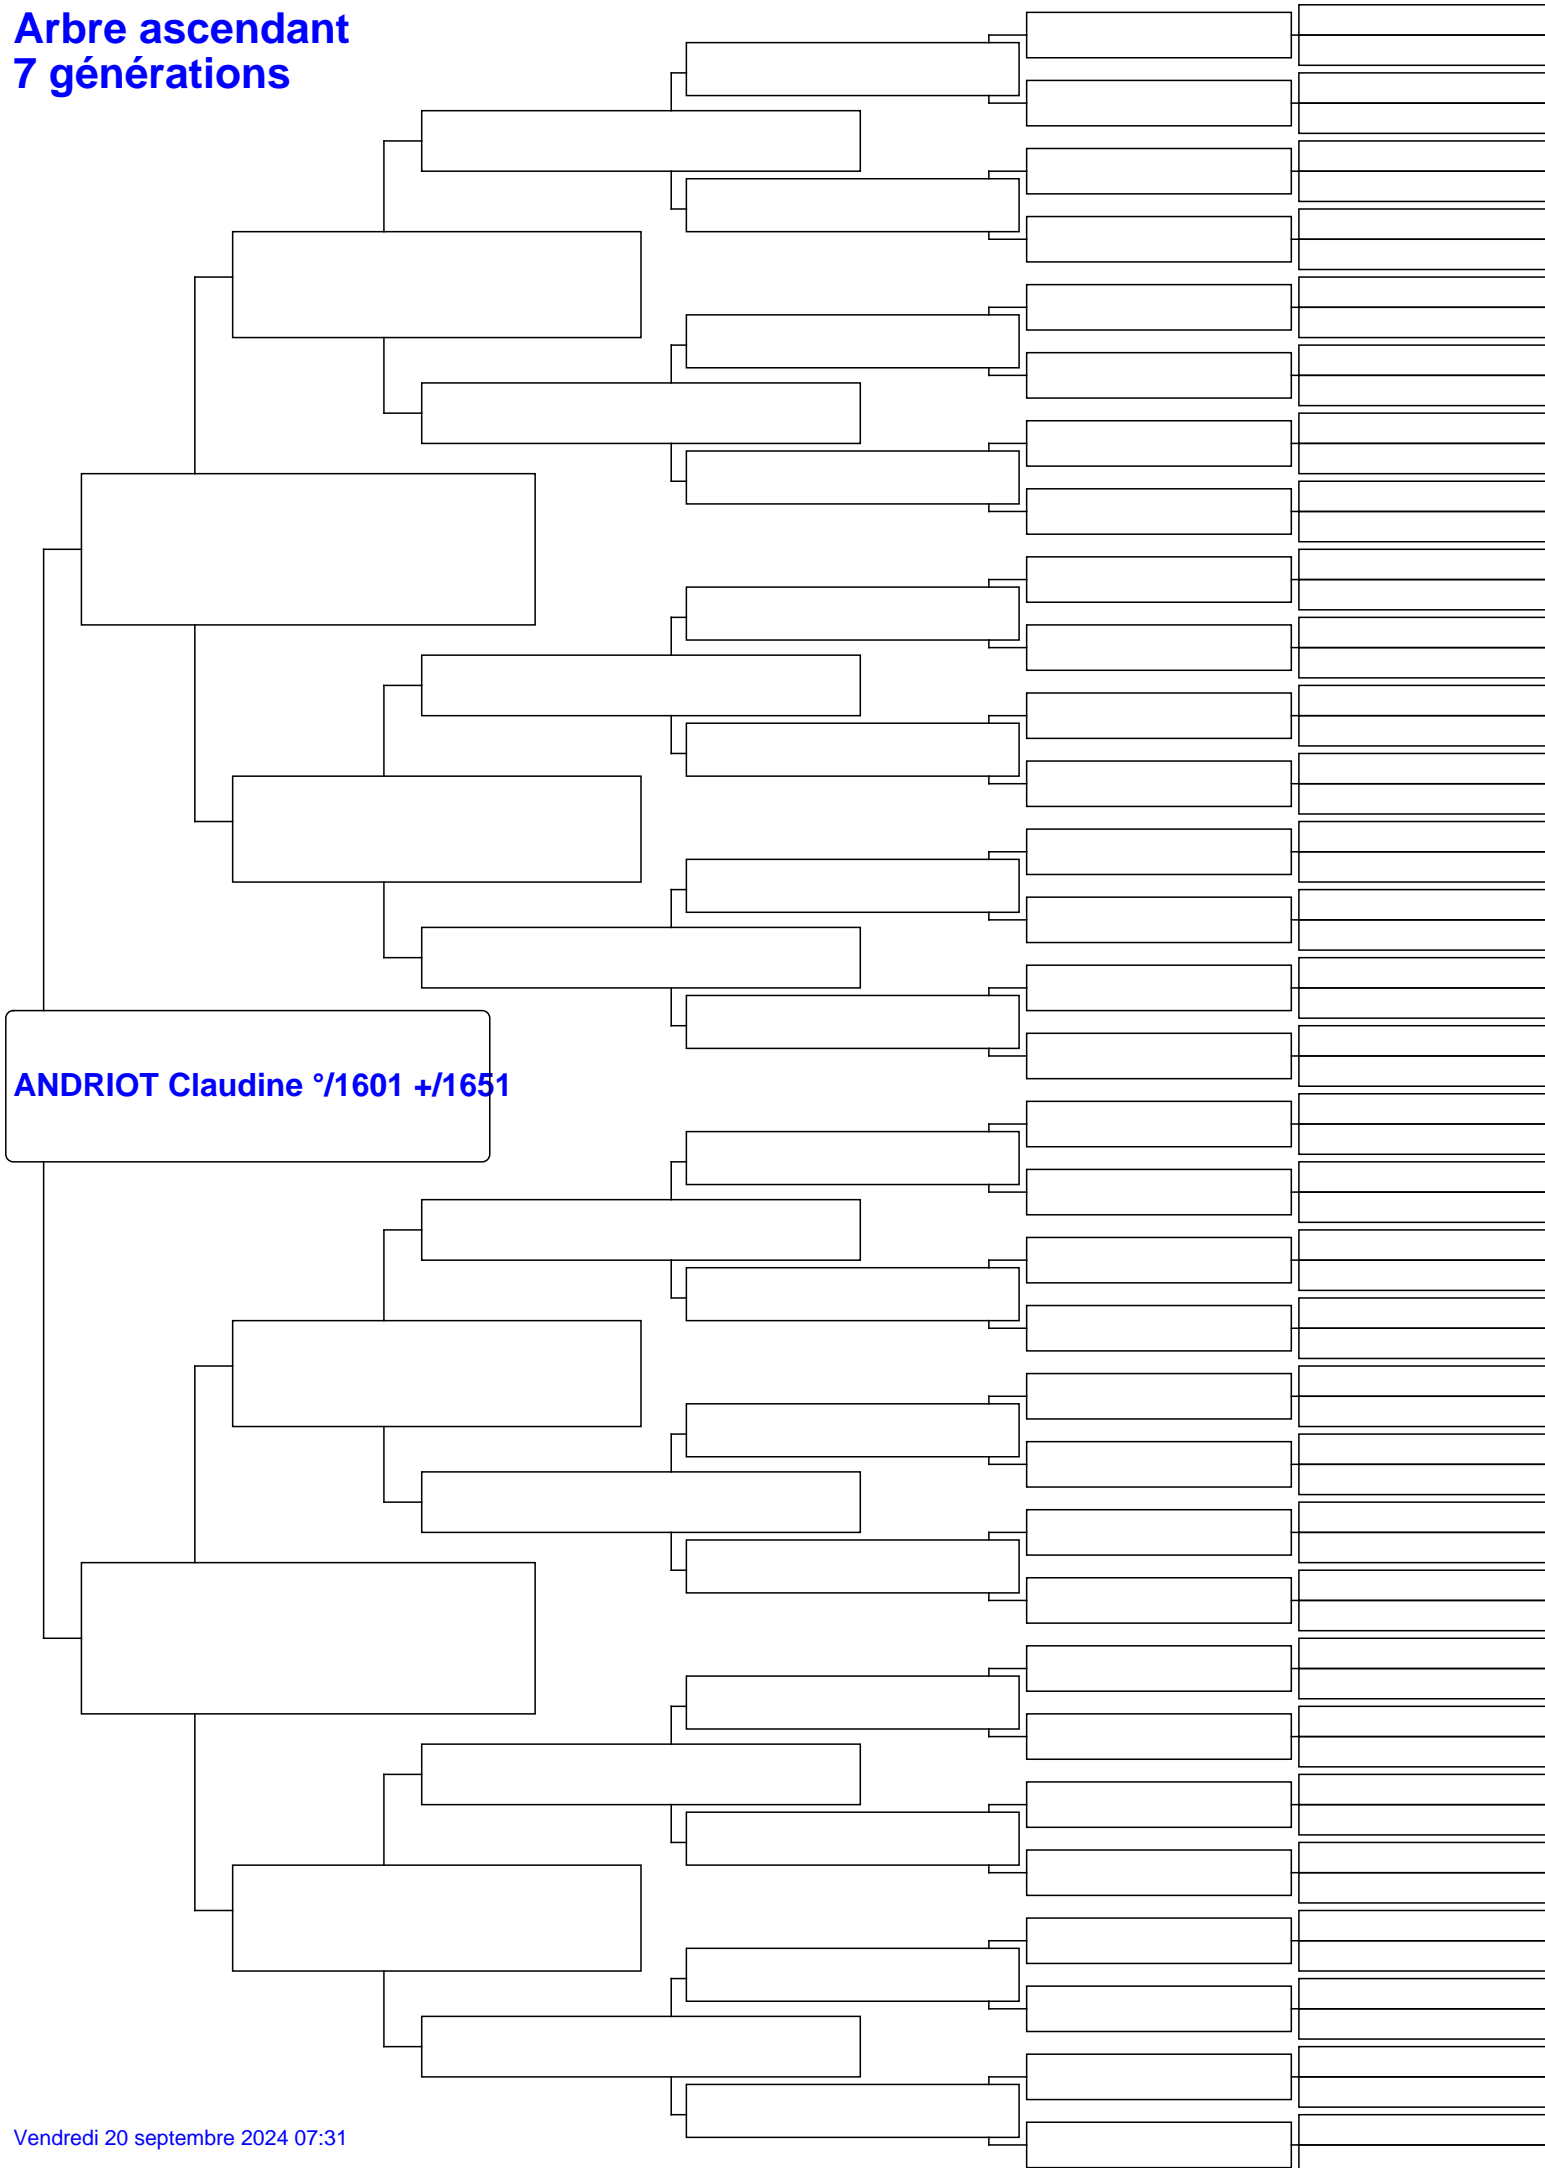 Arbre ascendant
7 générations
ANDRIOT Claudine °/1601 +/1651
Vendredi 20 septembre 2024 07:31